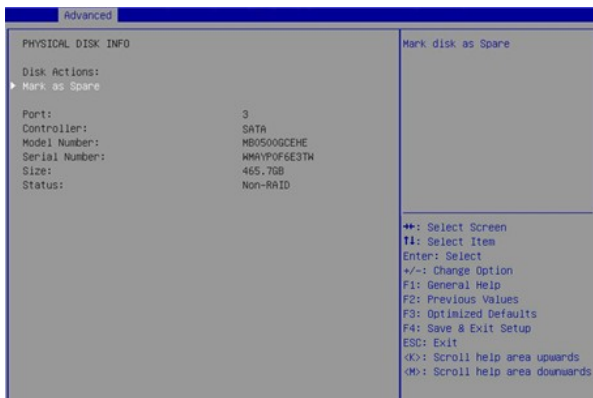 Advanced
PHYSICAL DISK INFO
Disk Actions:
Mark as Spare
Port: 3
Controller: SATA
Model Number: MB0500GCEHE
Serial Number: WMAYP0F6E3TW
Size: 465.7GB
Status: Non-RAID
Mark disk as Spare
→←: Select Screen
↑↓: Select Item
Enter: Select
+/-: Change Option
F1: General Help
F2: Previous Values
F3: Optimized Defaults
F4: Save & Exit Setup
ESC: Exit
<K>: Scroll help area upwards
<M>: Scroll help area downwards